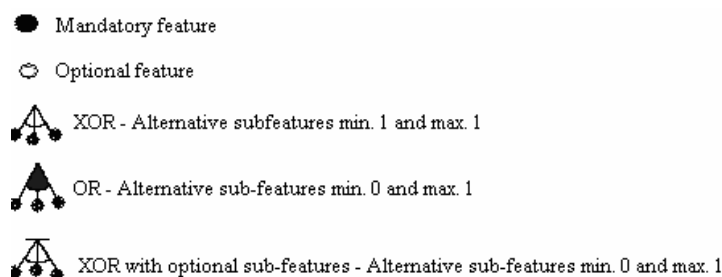 Mandatory feature
Optional feature
XOR - Alternative subfeatures min. 1 and max. 1
OR - Alternative sub-features min. 0 and max. 1
XOR with optional sub-features - Alternative sub-features min. 0 and max. 1